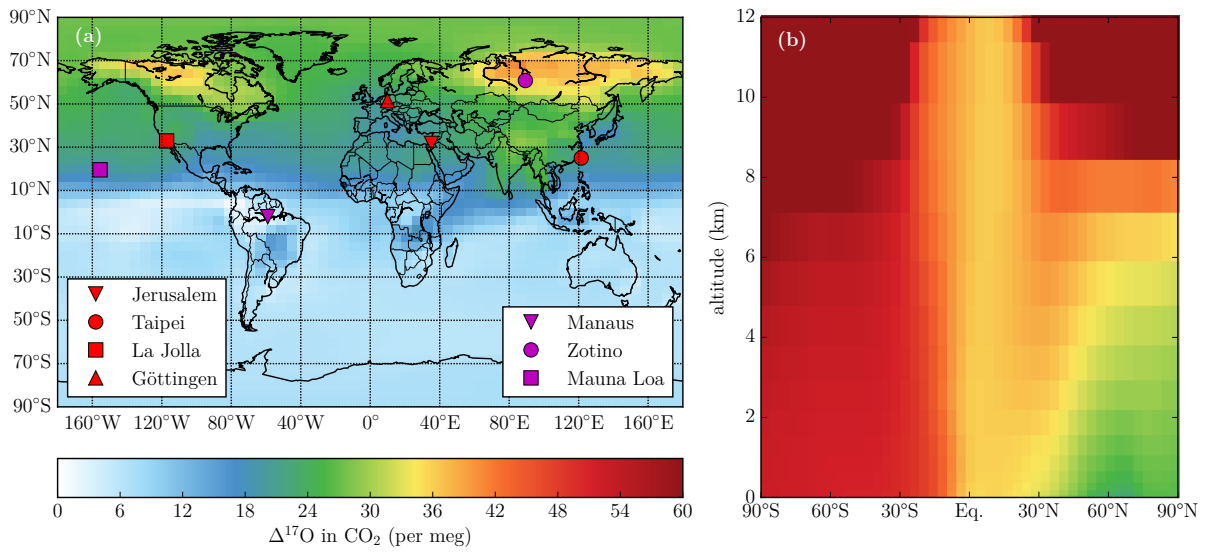 (a)
90°N
70°N
50°N
30°N
10°N
10°S
30°S
50°S
70°S
90°S
160°W 120°W 80°W 40°W 0° 40°E 80°E 120°E 160°E
Jerusalem
Taipei
La Jolla
Göttingen
Manaus
Zotino
Mauna Loa
0 6 12 18 24 30 36 42 48 54 60
Δ¹⁷O in CO₂ (per meg)
(b)
altitude (km)
12
10
8
6
4
2
0
90°S 60°S 30°S Eq. 30°N 60°N 90°N